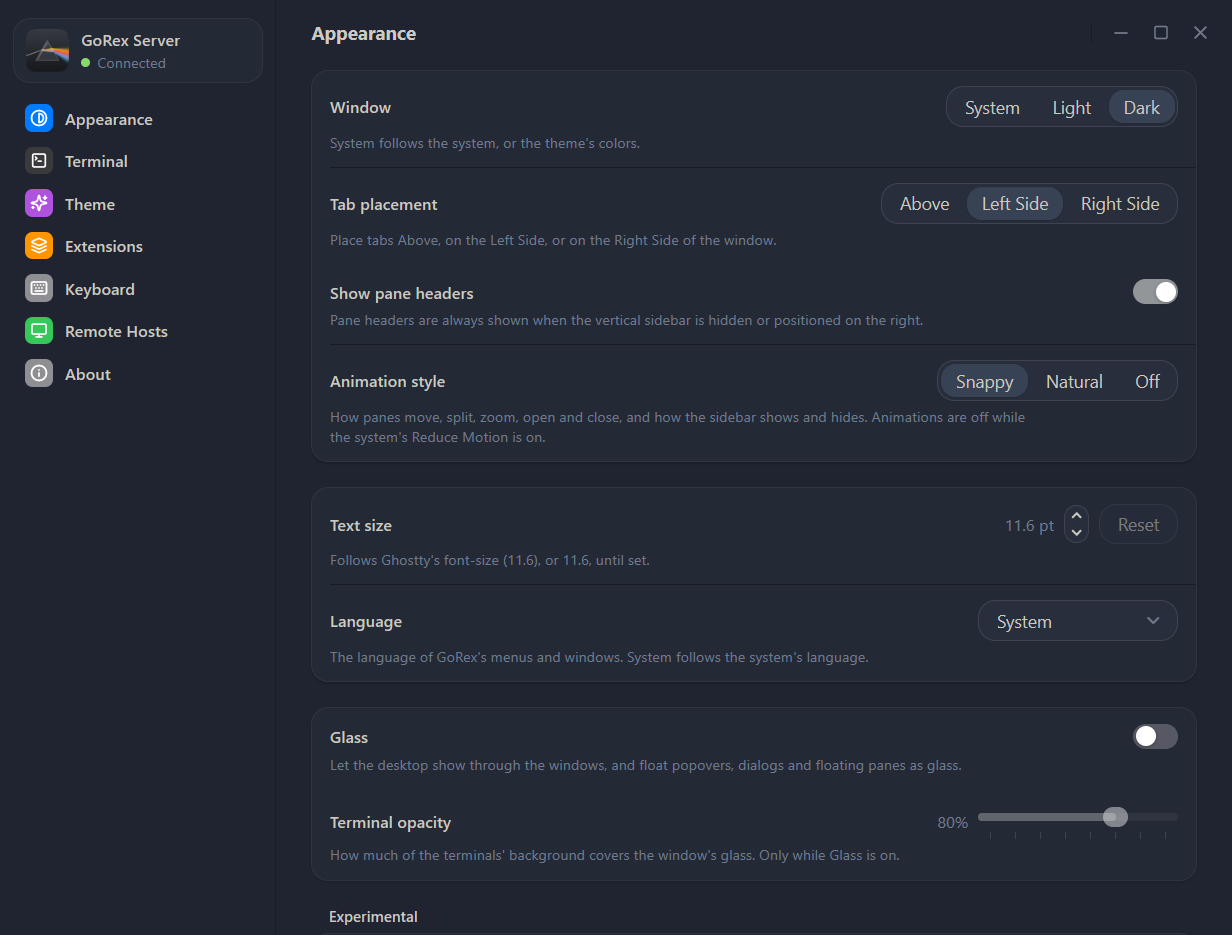 GoRex Server
Connected
Appearance
Terminal
Theme
Extensions
Keyboard
Remote Hosts
About
Appearance
Window
System Light Dark
System follows the system, or the theme's colors.
Tab placement
Above Left Side Right Side
Place tabs Above, on the Left Side, or on the Right Side of the window.
Show pane headers
Pane headers are always shown when the vertical sidebar is hidden or positioned on the right.
Animation style
Snappy Natural Off
How panes move, split, zoom, open and close, and how the sidebar shows and hides. Animations are off while
the system's Reduce Motion is on.
Text size
11.6 pt Reset
Follows Ghostty's font-size (11.6), or 11.6, until set.
Language
System
The language of GoRex's menus and windows. System follows the system's language.
Glass
Let the desktop show through the windows, and float popovers, dialogs and floating panes as glass.
Terminal opacity
80%
How much of the terminals' background covers the window's glass. Only while Glass is on.
Experimental